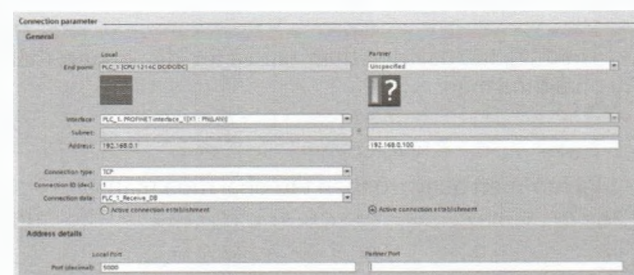 Connection parameter
General
Local Partner
End point: PLC_1 [CPU 1214C DC/DC/DC] Unspecified
?
Interface: PLC_1, PROFINET interface_1[X1 : PN(LAN)]
Subnet:
Address: 192.168.0.1 192.168.0.100
Connection type: TCP
Connection ID (dec): 1
Connection data: PLC_1_Receive_DB
Active connection establishment Active connection establishment
Address details
Local Port Partner Port
Port (decimal): 5000